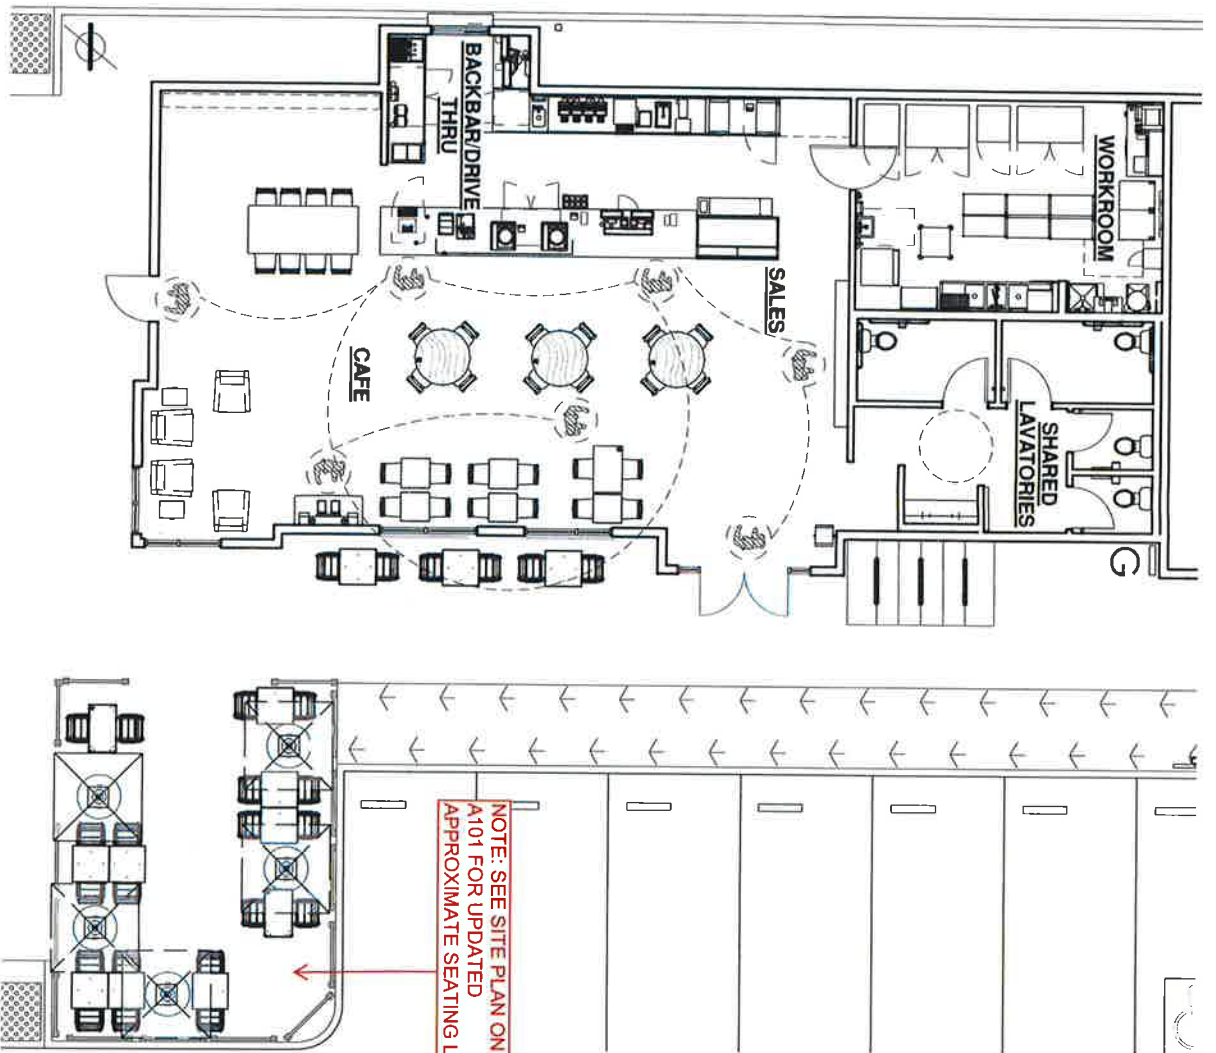 BACKBAR/DRIVE
THRU
WORKROOM
SALES
CAFE
SHARED
LAVATORIES
G
NOTE: SEE SITE PLAN ON
A101 FOR UPDATED
APPROXIMATE SEATING L